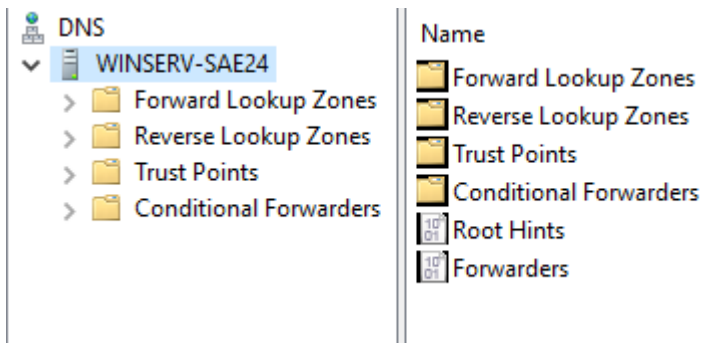 DNS
WINSERV-SAE24
Forward Lookup Zones
Reverse Lookup Zones
Trust Points
Conditional Forwarders
Name
Forward Lookup Zones
Reverse Lookup Zones
Trust Points
Conditional Forwarders
Root Hints
Forwarders